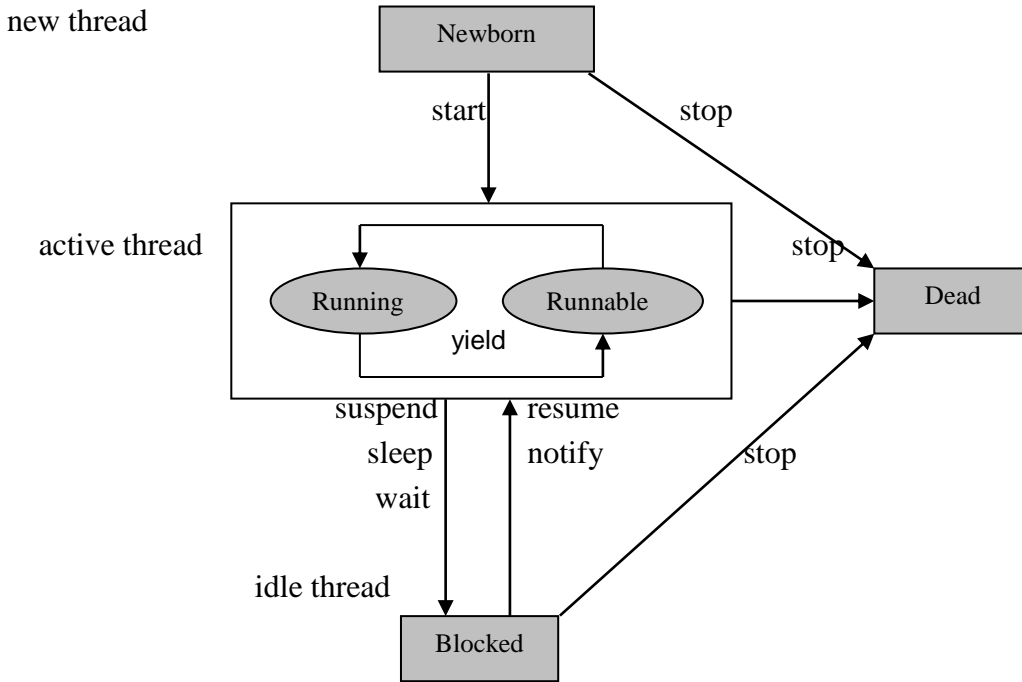 new thread
Newborn
start
stop
active thread
stop
Running
Runnable
Dead
yield
suspend
resume
sleep
notify
stop
wait
idle thread
Blocked